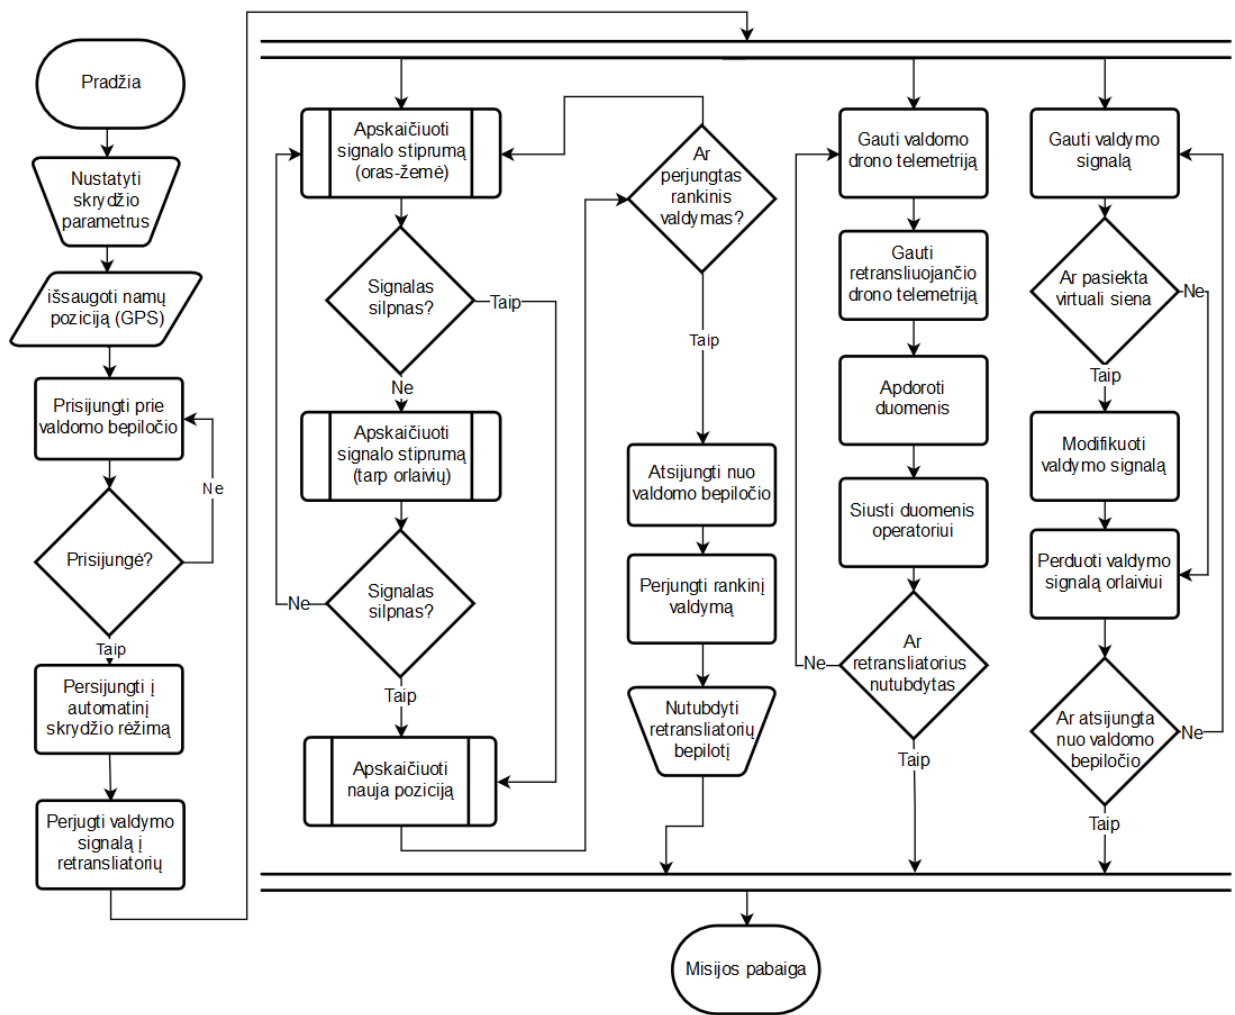 Pradžia
Nustatyti
skrydžio
parametrus
išsaugoti namų
poziciją (GPS)
Prisijungti prie
valdomo bepiločio
Ne
Prisijungė?
Taip
Persijungti į
automatinį
skrydžio rėžimą
Perjugti valdymo
signalą į
retransliatorių
Apskaičiuoti
signalo stiprumą
(oras-žemė)
Signalas
silpnas?
Taip
Ne
Apskaičiuoti
signalo stiprumą
(tarp orlaivių)
Signalas
silpnas?
Ne
Taip
Apskaičiuoti
nauja poziciją
Ar
perjungtas
rankinis
valdymas?
Taip
Atsijungti nuo
valdomo bepiločio
Perjungti rankinį
valdymą
Nutubdyti
retransliatorių
bepilotį
Gauti valdomo
drono telemetriją
Gauti
retransliuojančio
drono telemetriją
Apdoroti
duomenis
Siusti duomenis
operatoriui
Ar
retransliatorius
nutubdytas
Ne
Taip
Gauti valdymo
signalą
Ar pasiekta
virtuali siena
Ne
Taip
Modifikuoti
valdymo signalą
Perduoti valdymo
signalą orlaiviui
Ar atsijungta
nuo valdomo
bepiločio
Ne
Taip
Misijos pabaiga